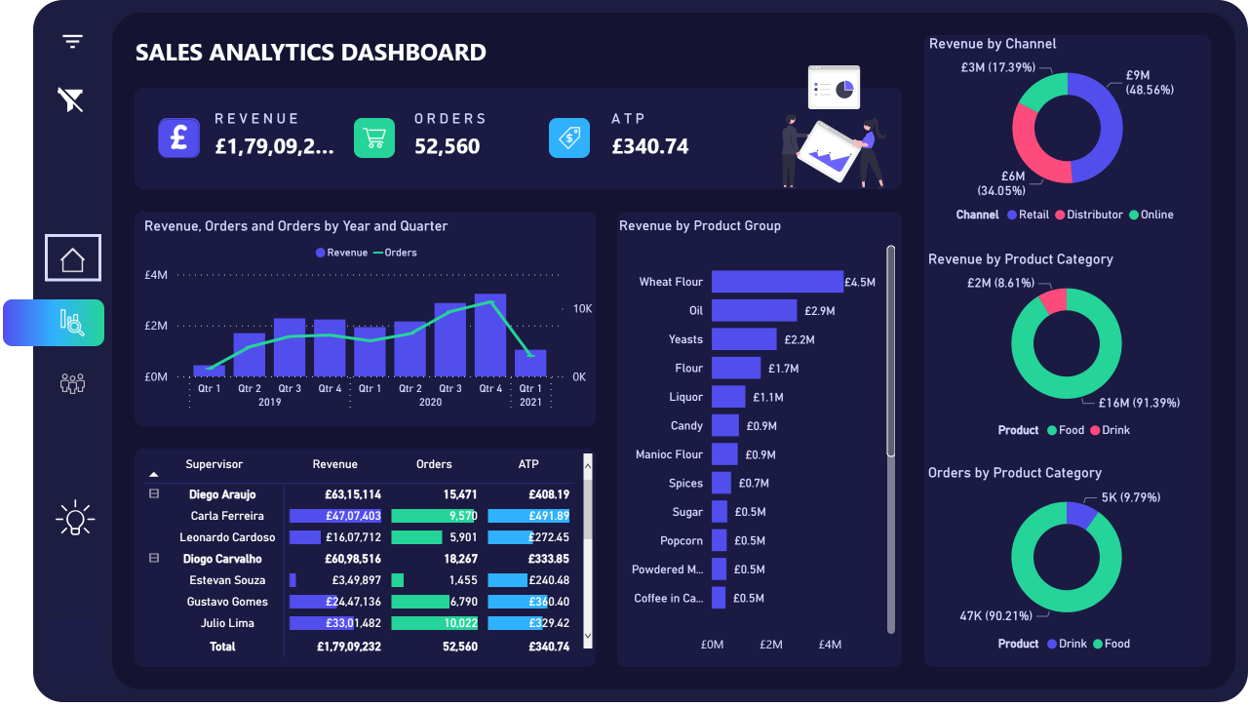 SALES ANALYTICS DASHBOARD
£
REVENUE
£1,79,09,2...
ORDERS
52,560
$
ATP
£340.74
Revenue, Orders and Orders by Year and Quarter
Revenue Orders
£4M
£2M
£0M
10K
0K
Qtr 1 Qtr 2 Qtr 3 Qtr 4 Qtr 1 Qtr 2 Qtr 3 Qtr 4 Qtr 1
2019 2020 2021
Supervisor Revenue Orders ATP
Diego Araujo £63,15,114 15,471 £408.19
Carla Ferreira £47,07,403 9,570 £491.89
Leonardo Cardoso £16,07,712 5,901 £272.45
Diogo Carvalho £60,98,516 18,267 £333.85
Estevan Souza £3,49,897 1,455 £240.48
Gustavo Gomes £24,47,136 6,790 £360.40
Julio Lima £33,01,482 10,022 £329.42
Total £1,79,09,232 52,560 £340.74
Revenue by Product Group
Wheat Flour £4.5M
Oil £2.9M
Yeasts £2.2M
Flour £1.7M
Liquor £1.1M
Candy £0.9M
Manioc Flour £0.9M
Spices £0.7M
Sugar £0.5M
Popcorn £0.5M
Powdered M... £0.5M
Coffee in Ca... £0.5M
£0M £2M £4M
Revenue by Channel
£3M (17.39%)
£9M
(48.56%)
£6M
(34.05%)
Channel Retail Distributor Online
Revenue by Product Category
£2M (8.61%)
£16M (91.39%)
Product Food Drink
Orders by Product Category
5K (9.79%)
47K (90.21%)
Product Drink Food